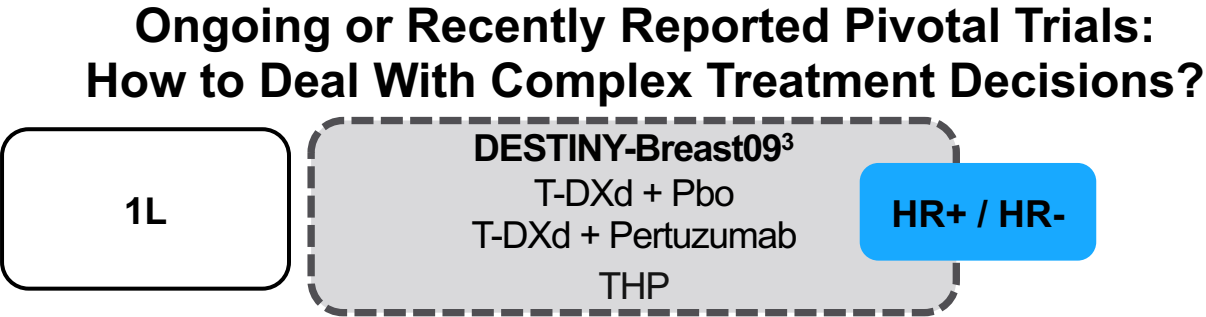 Ongoing or Recently Reported Pivotal Trials:
How to Deal With Complex Treatment Decisions?
1L
DESTINY-Breast09³
T-DXd + Pbo
T-DXd + Pertuzumab
THP
HR+ / HR-